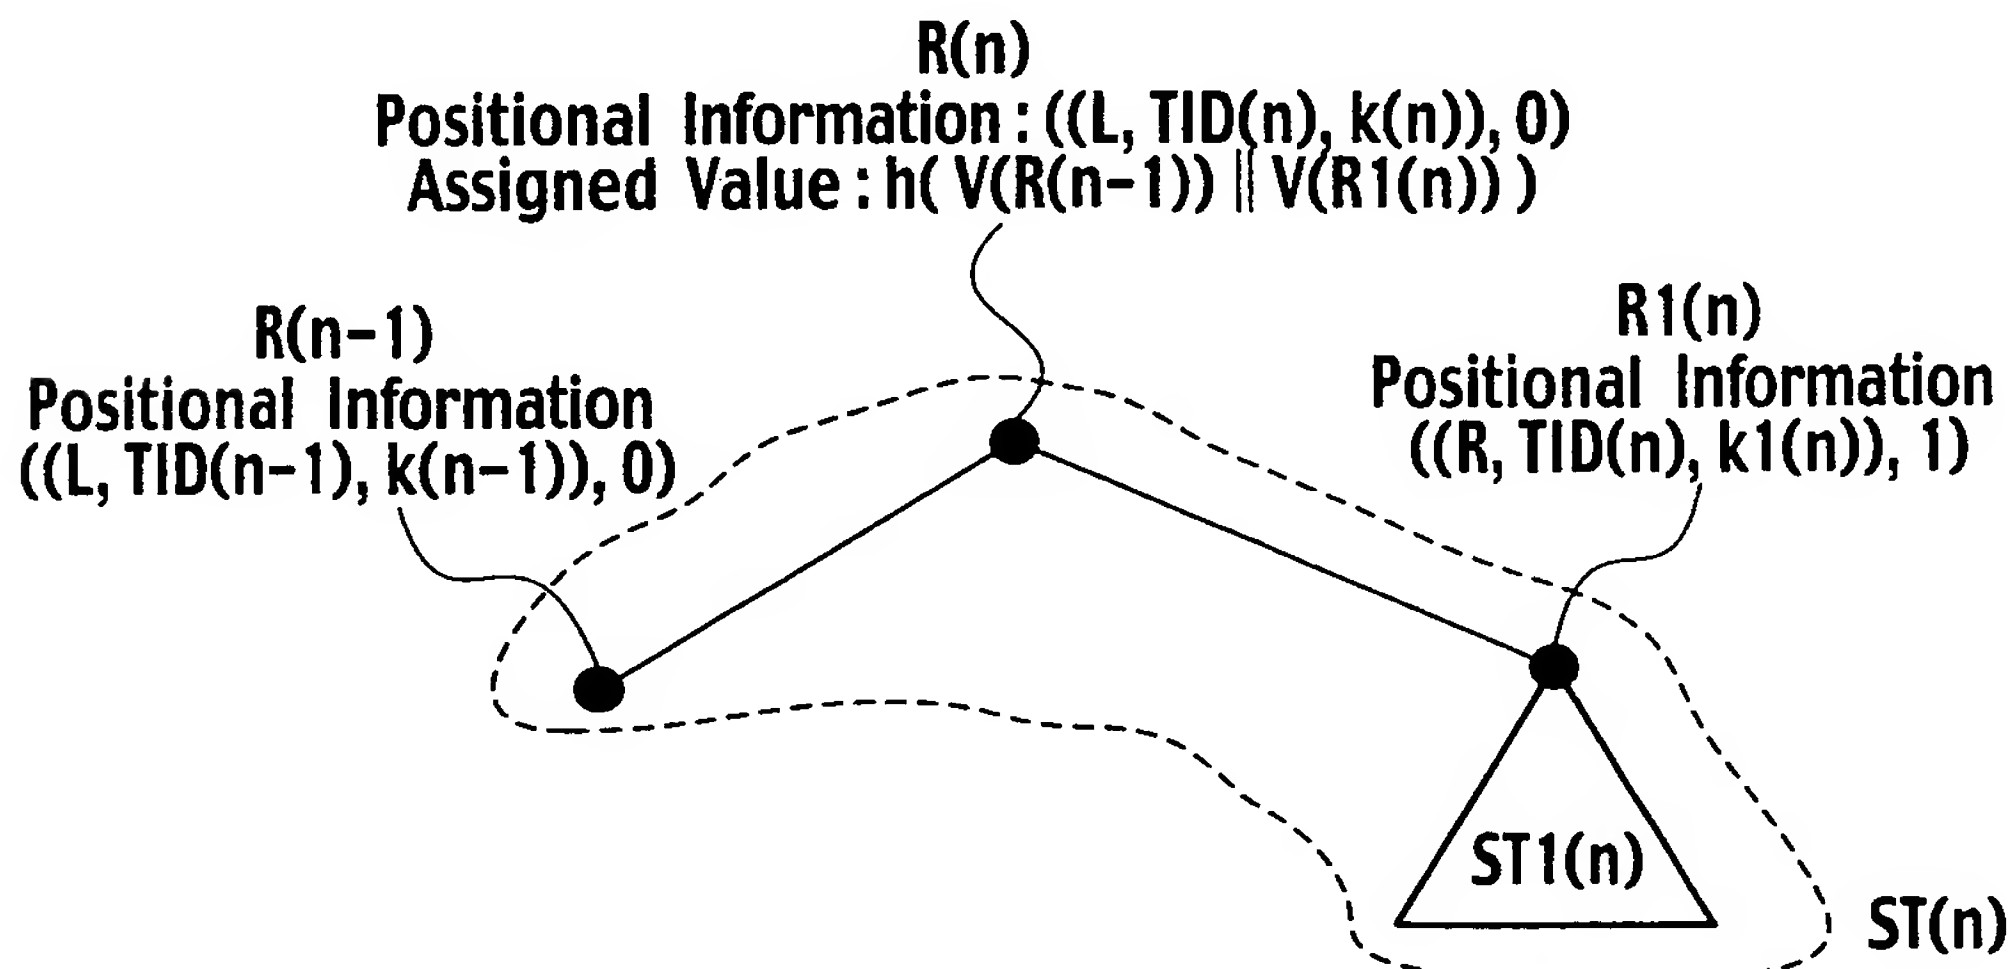 R(n)
Positional Information : ((L, TID(n), k(n)), 0)
Assigned Value : h( V(R(n-1)) || V(R1(n)) )
R(n-1)
Positional Information
((L, TID(n-1), k(n-1)), 0)
R1(n)
Positional Information
((R, TID(n), k1(n)), 1)
ST1(n)
ST(n)